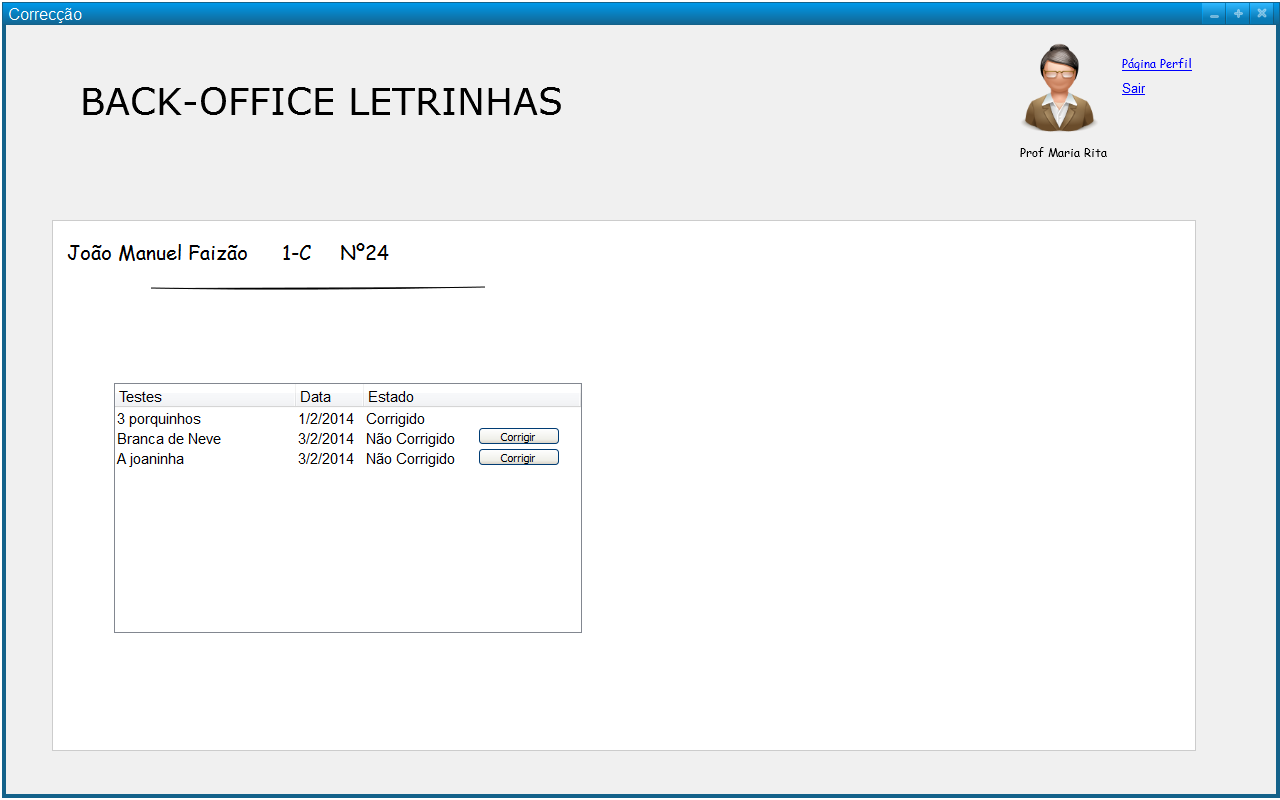 Correcção
BACK-OFFICE LETRINHAS
Página Perfil
Sair
Prof Maria Rita
João Manuel Faizão 1-C Nº24
Testes Data Estado
3 porquinhos 1/2/2014 Corrigido
Branca de Neve 3/2/2014 Não Corrigido Corrigir
A joaninha 3/2/2014 Não Corrigido Corrigir